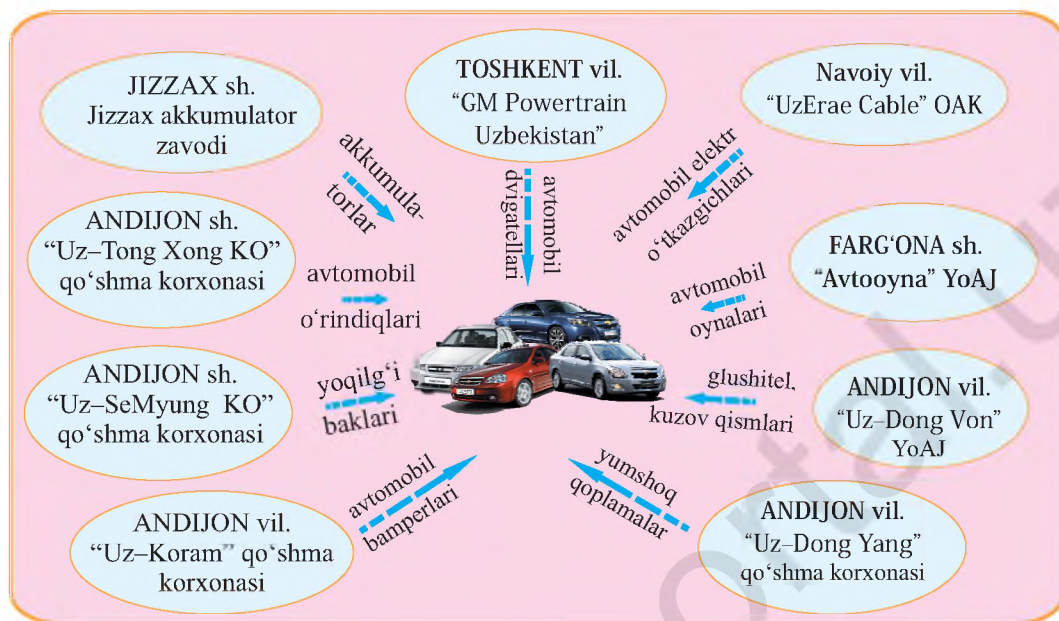 JIZZAX sh.
Jizzax akkumulator
zavodi
akkumula-
torlar
TOSHKENT vil.
“GM Powertrain
Uzbekistan”
avtomobil
dvigatellari
Navoiy vil.
“UzErae Cable” OAK
avtomobil elektr
o‘tkazgichlari
ANDIJON sh.
“Uz–Tong Xong KO”
qo‘shma korxonasi
avtomobil
o‘rindiqlari
FARG‘ONA sh.
“Avtooyna” YoAJ
avtomobil
oynalari
ANDIJON sh.
“Uz–SeMyung KO”
qo‘shma korxonasi
yoqilg‘i
baklari
glushitel,
kuzov qismlari
ANDIJON vil.
“Uz–Dong Von”
YoAJ
ANDIJON vil.
“Uz–Koram” qo‘shma
korxonasi
avtomobil
bamperlari
yumshoq
qoplamalar
ANDIJON vil.
“Uz–Dong Yang”
qo‘shma korxonasi